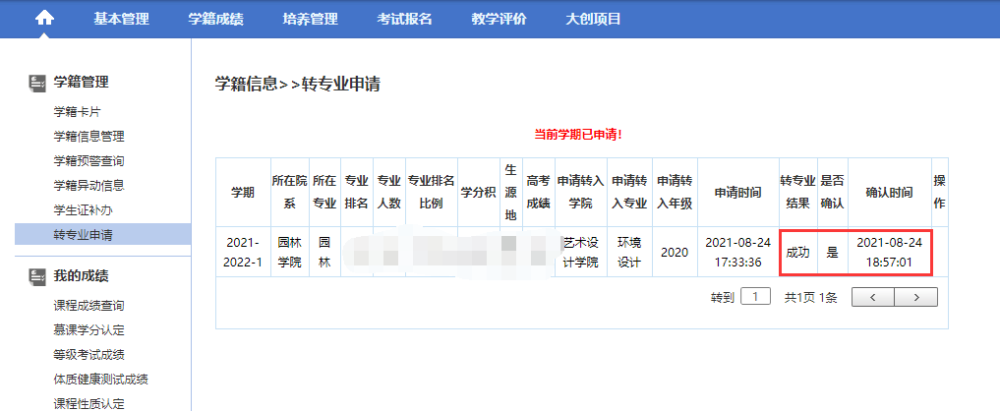 基本管理 学籍成绩 培养管理 考试报名 教学评价 大创项目
学籍管理
学籍卡片
学籍信息管理
学籍预警查询
学籍异动信息
学生证补办
转专业申请
我的成绩
课程成绩查询
慕课学分认定
等级考试成绩
体质健康测试成绩
课程性质认定
学籍信息>>转专业申请
当前学期已申请!
学期 所在院系 所在专业 专业排名 专业人数 专业排名比例 学分积 生源地 高考成绩 申请转入学院 申请转入专业 申请转入年级 申请时间 转专业结果 是否确认 确认时间 操作
2021-2022-1 园林学院 园林 艺术设计学院 环境设计 2020 2021-08-24 17:33:36 成功 是 2021-08-24 18:57:01
转到 1 共1页 1条 < >